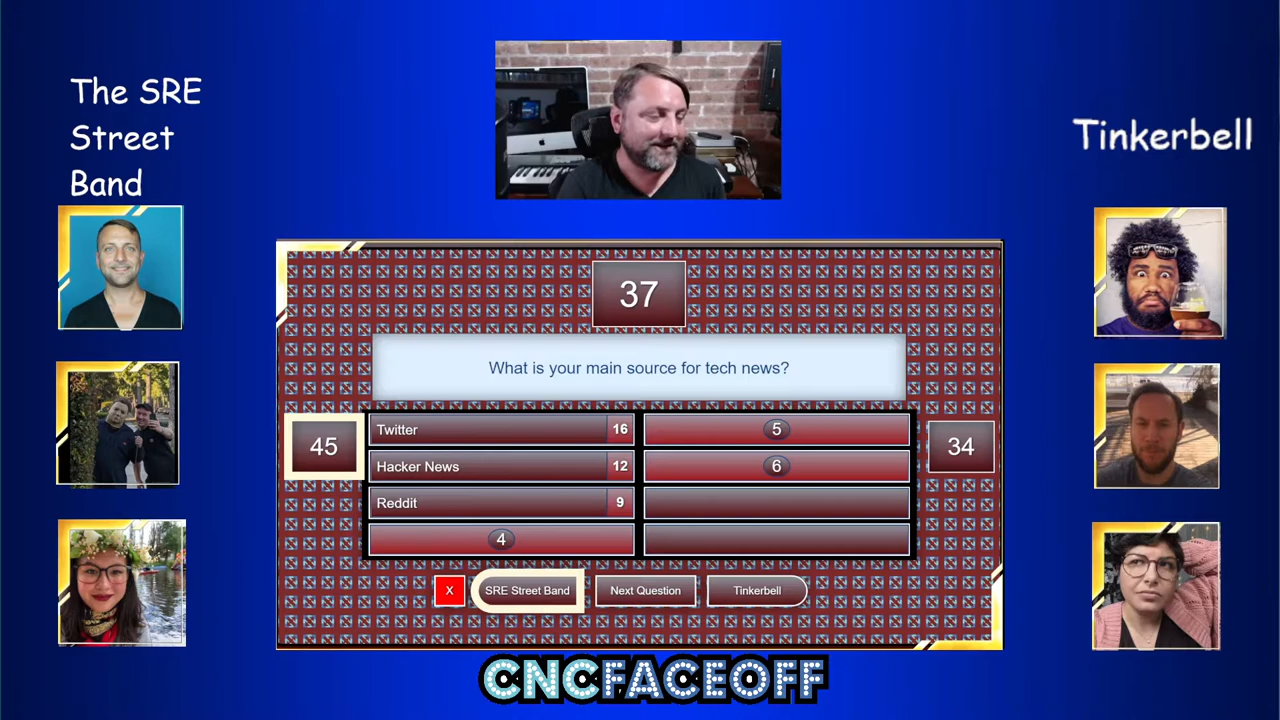 The SRE
Street
Band
Tinkerbell
37
What is your main source for tech news?
45
34
Twitter 16
Hacker News 12
Reddit 9
4
5
6
X
SRE Street Band
Next Question
Tinkerbell
CNCFACEOFF